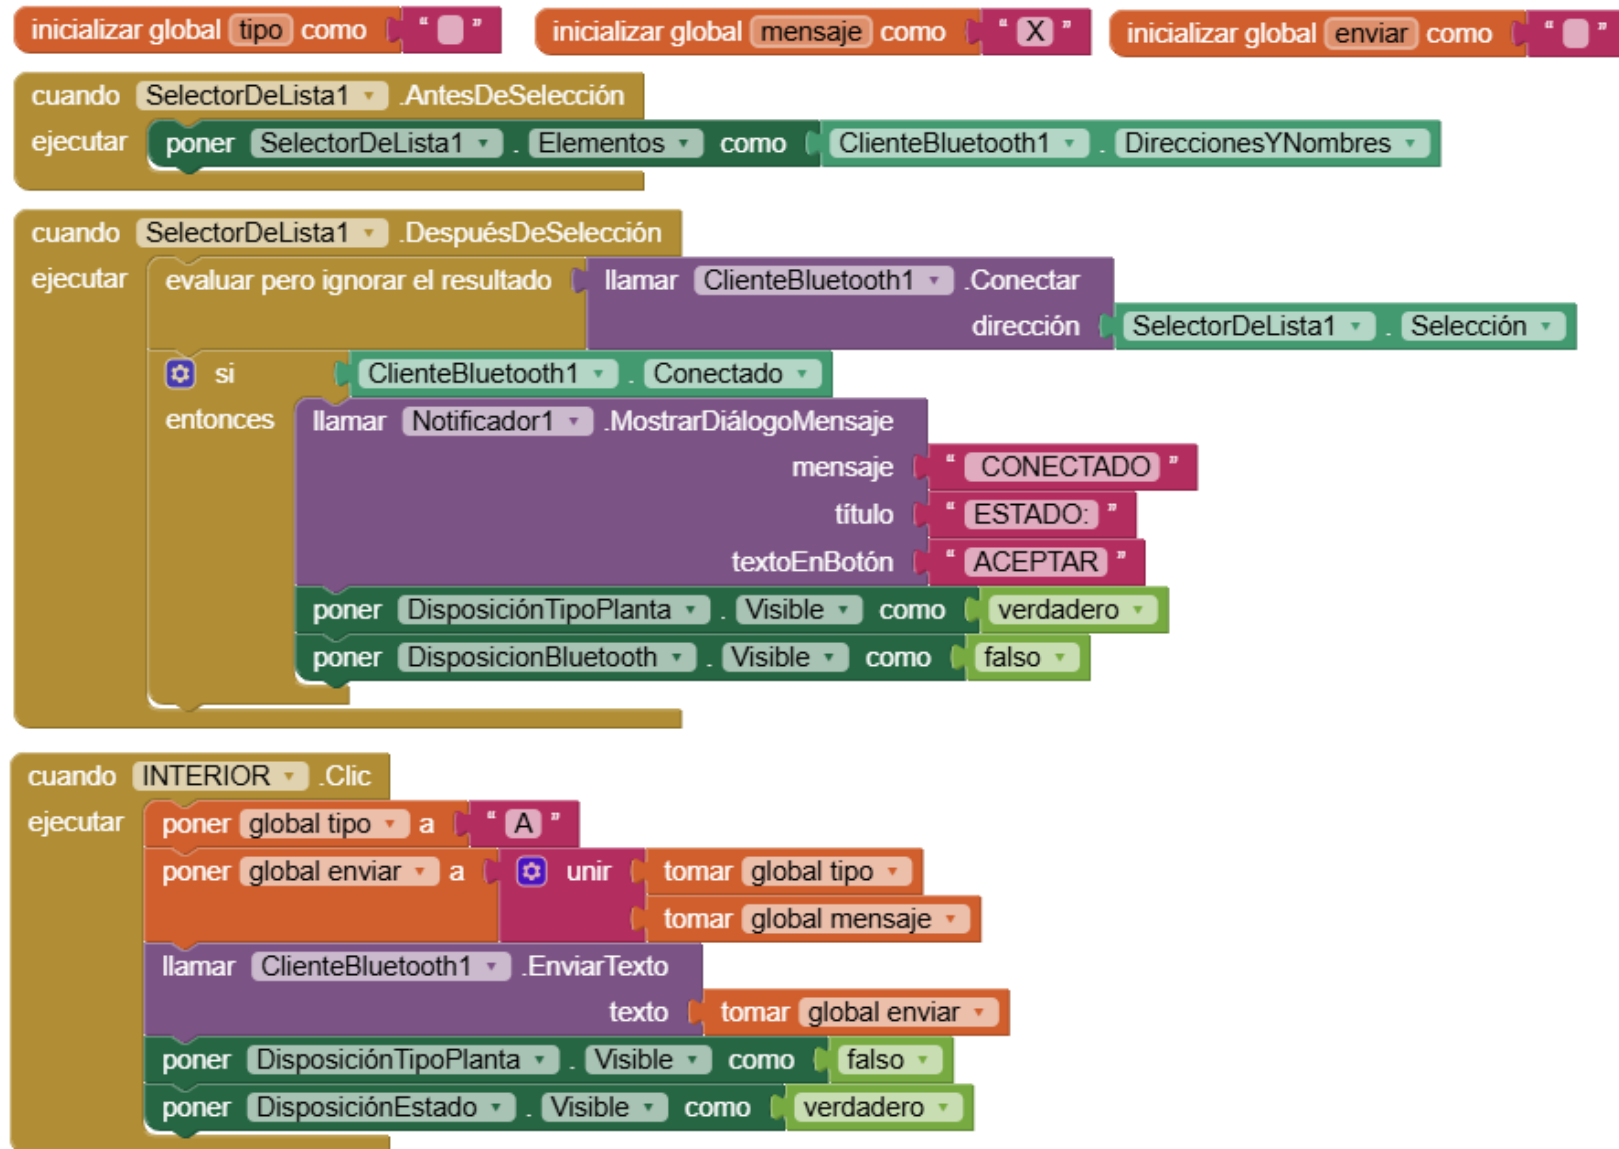 inicializar global tipo como " "
inicializar global mensaje como " X "
inicializar global enviar como " "
cuando SelectorDeLista1 .AntesDeSelección
ejecutar poner SelectorDeLista1 . Elementos como ClienteBluetooth1 . DireccionesYNombres
cuando SelectorDeLista1 .DespuésDeSelección
ejecutar evaluar pero ignorar el resultado llamar ClienteBluetooth1 .Conectar
dirección SelectorDeLista1 . Selección
si ClienteBluetooth1 . Conectado
entonces llamar Notificador1 .MostrarDiálogoMensaje
mensaje " CONECTADO "
título " ESTADO: "
textoEnBotón " ACEPTAR "
poner DisposiciónTipoPlanta . Visible como verdadero
poner DisposicionBluetooth . Visible como falso
cuando INTERIOR .Clic
ejecutar poner global tipo a " A "
poner global enviar a unir tomar global tipo
tomar global mensaje
llamar ClienteBluetooth1 .EnviarTexto
texto tomar global enviar
poner DisposiciónTipoPlanta . Visible como falso
poner DisposiciónEstado . Visible como verdadero